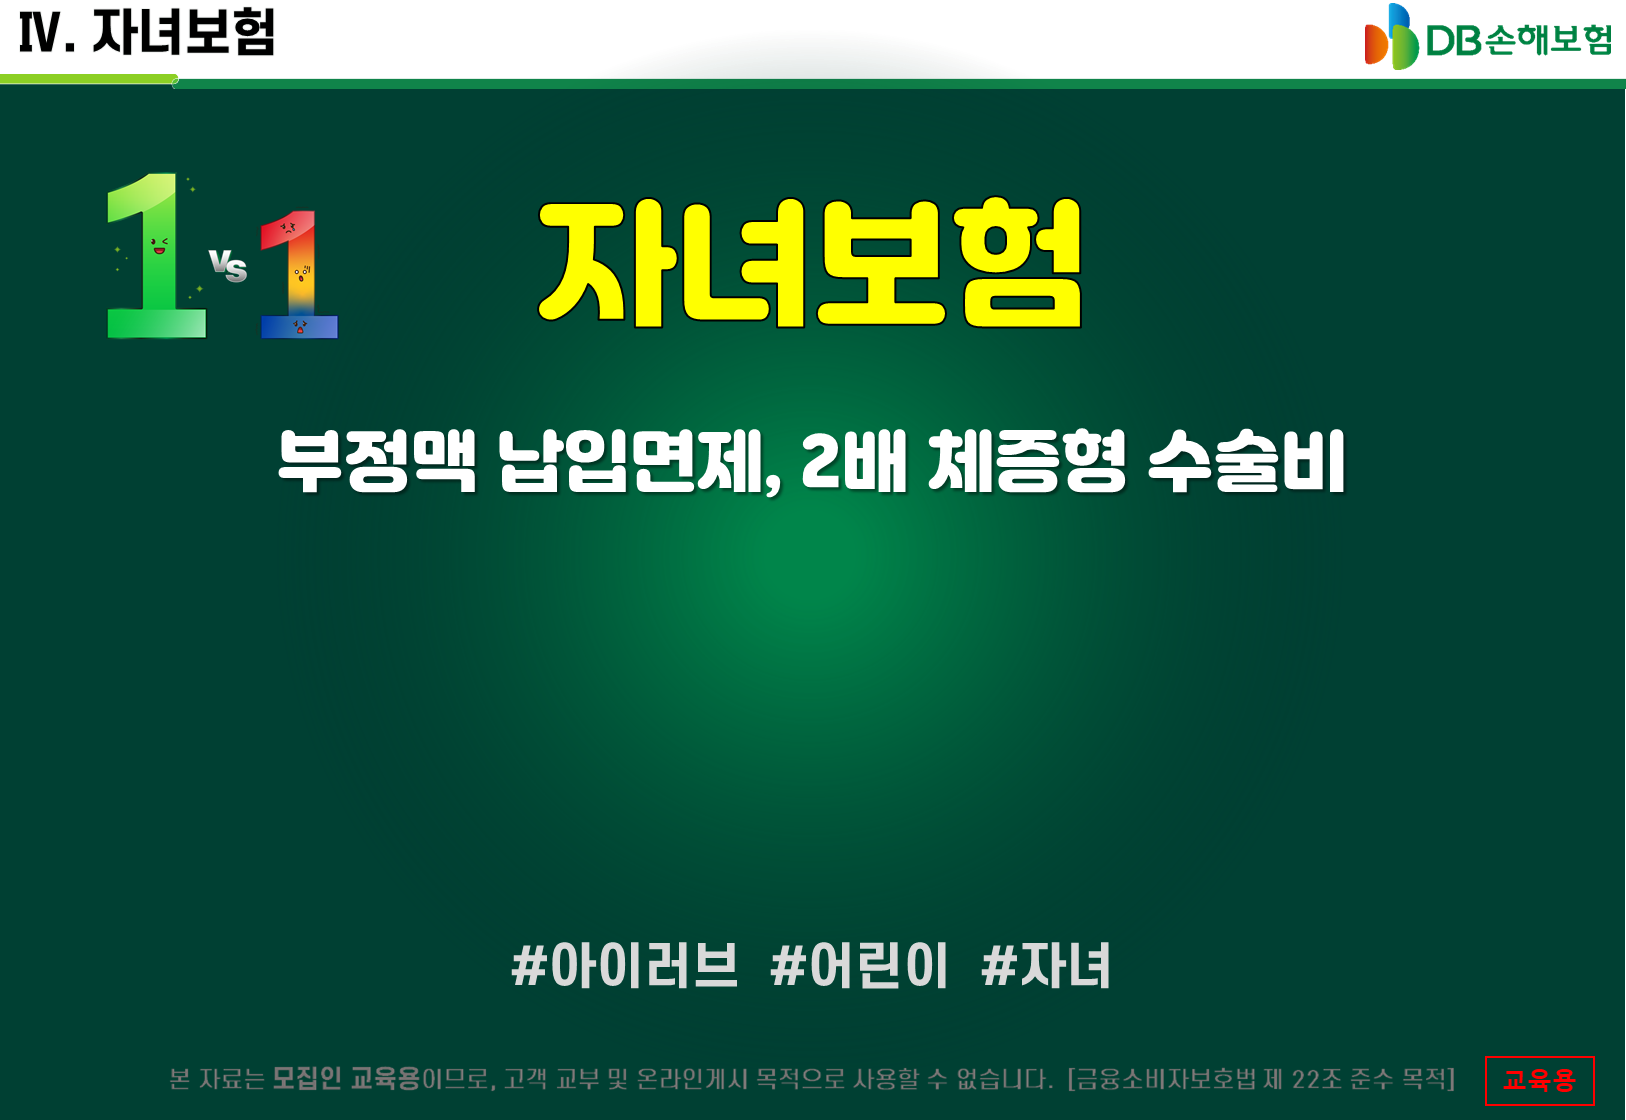 Ⅳ. 자녀보험
DB손해보험
1 vs 1
자녀보험
부정맥 납입면제, 2배 체증형 수술비
#아이러브 #어린이 #자녀
본 자료는 모집인 교육용이므로, 고객 교부 및 온라인게시 목적으로 사용할 수 없습니다. [금융소비자보호법 제 22조 준수 목적]
교육용